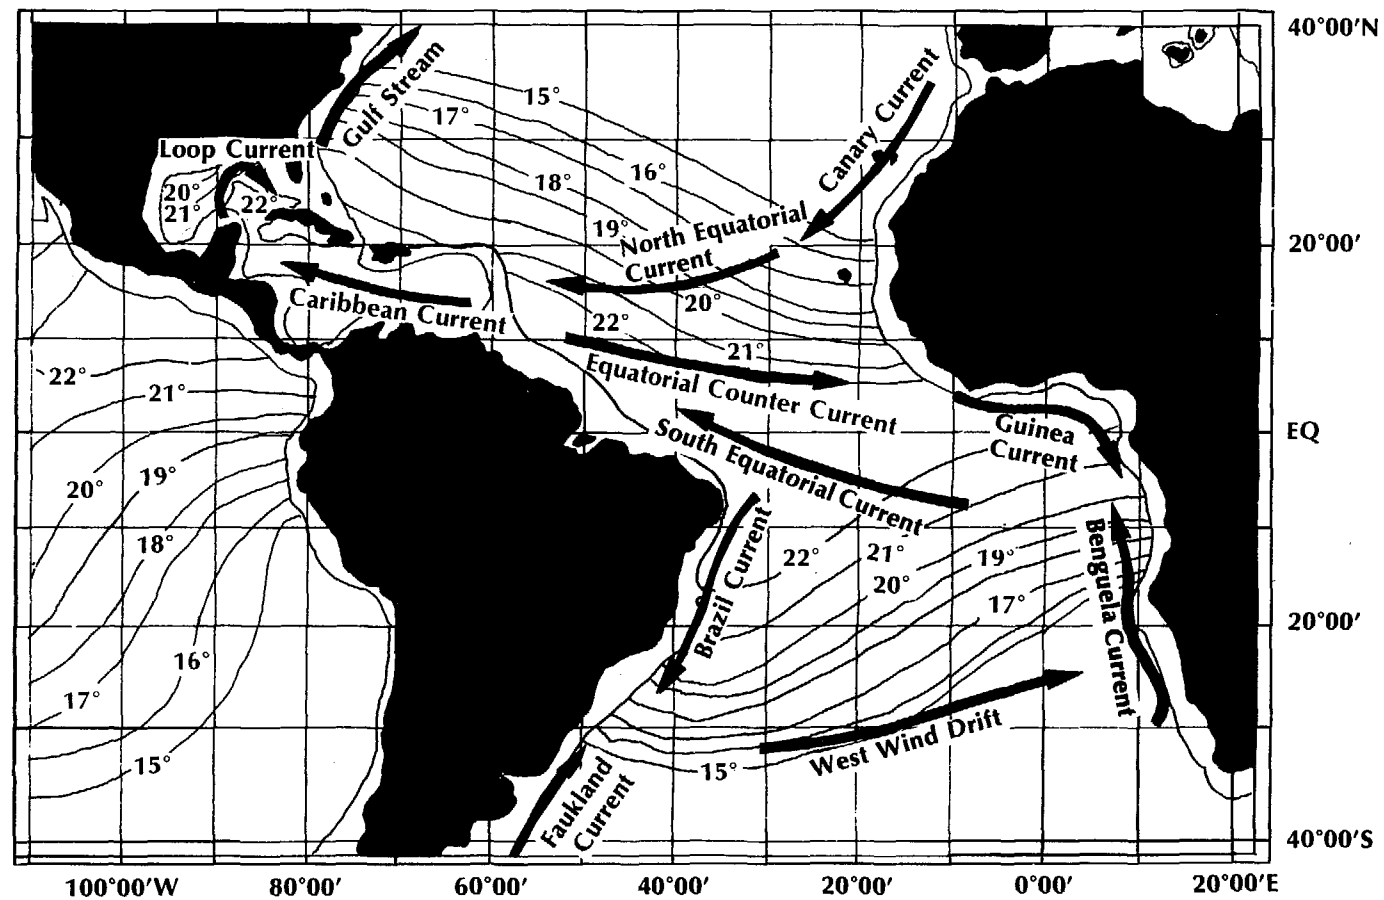 40°00'N
15°
Gulf Stream
17°
Canary Current
Loop Current
16°
18°
20°
21°
22°
19°
North Equatorial
Current
20°00'
20°
Caribbean Current
22°
21°
Equatorial Counter Current
22°
21°
South Equatorial Current
Guinea
Current
EQ
19°
20°
18°
22°
21°
19°
20°
17°
Brazil Current
Benguela Current
20°00'
16°
17°
West Wind Drift
15°
15°
Faukland
Current
40°00'S
100°00'W
80°00'
60°00'
40°00'
20°00'
0°00'
20°00'E